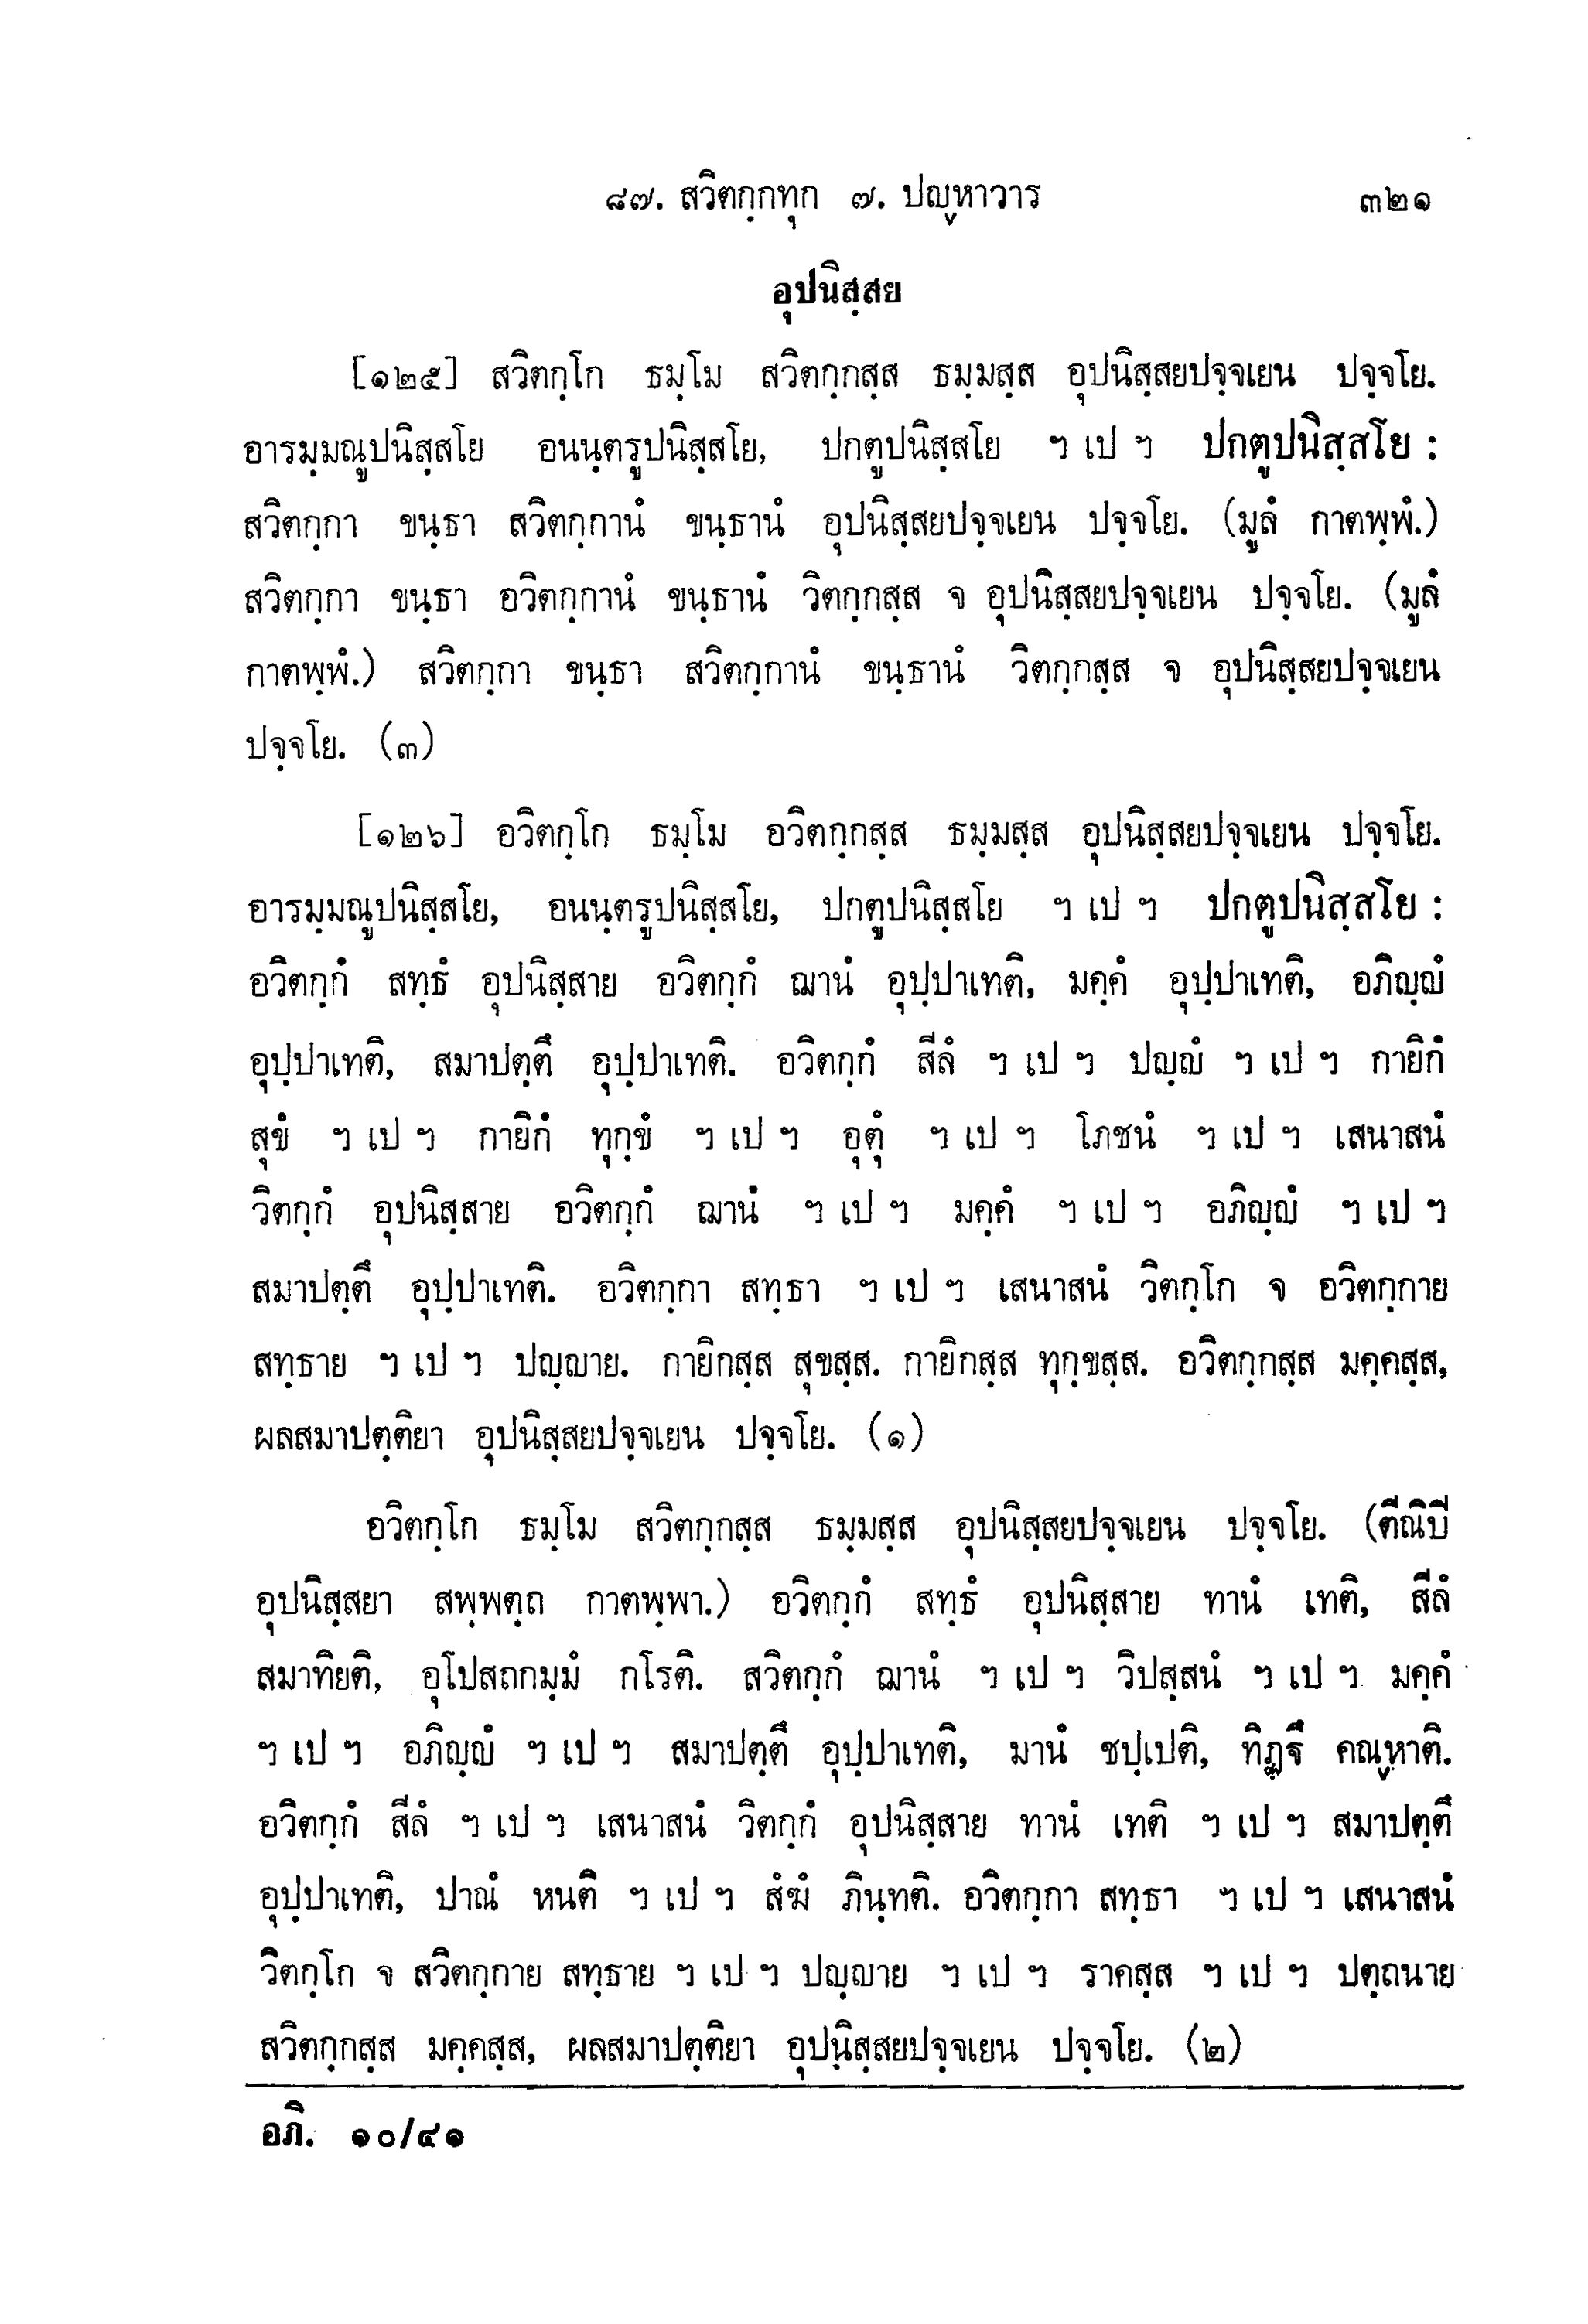 ๘๗. สวิตกฺกทุก ๗. ปญฺหาวาร ๓๒๑
อุปนิสฺสย
[๑๒๕] สวิตกฺโก ธมฺโม สวิตกฺกสฺส ธมฺมสฺส อุปนิสฺสยปจฺจเยน ปจฺจโย.
อารมฺมณูปนิสฺสโย อนนฺตรูปนิสฺสโย, ปกตูปนิสฺสโย ฯ เป ฯ ปกตูปนิสฺสโย :
สวิตกฺกา ขนฺธา สวิตกฺกานํ ขนฺธานํ อุปนิสฺสยปจฺจเยน ปจฺจโย. (มูลํ กาตพฺพํ.)
สวิตกฺกา ขนฺธา อวิตกฺกานํ ขนฺธานํ วิตกฺกสฺส จ อุปนิสฺสยปจฺจเยน ปจฺจโย. (มูลํ
กาตพฺพํ.) สวิตกฺกา ขนฺธา สวิตกฺกานํ ขนฺธานํ วิตกฺกสฺส จ อุปนิสฺสยปจฺจเยน
ปจฺจโย. (๓)
[๑๒๖] อวิตกฺโก ธมฺโม อวิตกฺกสฺส ธมฺมสฺส อุปนิสฺสยปจฺจเยน ปจฺจโย.
อารมฺมณูปนิสฺสโย, อนนฺตรูปนิสฺสโย, ปกตูปนิสฺสโย ฯ เป ฯ ปกตูปนิสฺสโย :
อวิตกฺกํ สทฺธํ อุปนิสฺสาย อวิตกฺกํ ฌานํ อุปฺปาเทติ, มคฺคํ อุปฺปาเทติ, อภิญฺญํ
อุปฺปาเทติ, สมาปตฺตึ อุปฺปาเทติ. อวิตกฺกํ สีลํ ฯ เป ฯ ปญฺญํ ฯ เป ฯ กายิกํ
สุขํ ฯ เป ฯ กายิกํ ทุกฺขํ ฯ เป ฯ อุตุํ ฯ เป ฯ โภชนํ ฯ เป ฯ เสนาสนํ
วิตกฺกํ อุปนิสฺสาย อวิตกฺกํ ฌานํ ฯ เป ฯ มคฺคํ ฯ เป ฯ อภิญฺญํ ฯ เป ฯ
สมาปตฺตึ อุปฺปาเทติ. อวิตกฺกา สทฺธา ฯ เป ฯ เสนาสนํ วิตกฺโก จ อวิตกฺกาย
สทฺธาย ฯ เป ฯ ปญฺญาย. กายิกสฺส สุขสฺส. กายิกสฺส ทุกฺขสฺส. อวิตกฺกสฺส มคฺคสฺส,
ผลสมาปตฺติยา อุปนิสฺสยปจฺจเยน ปจฺจโย. (๑)
อวิตกฺโก ธมฺโม สวิตกฺกสฺส ธมฺมสฺส อุปนิสฺสยปจฺจเยน ปจฺจโย. (ตีณิปี
อุปนิสฺสยา สพฺพตฺถ กาตพฺพา.) อวิตกฺกํ สทฺธํ อุปนิสฺสาย ทานํ เทติ, สีลํ
สมาทิยติ, อุโปสถกมฺมํ กโรติ. สวิตกฺกํ ฌานํ ฯ เป ฯ วิปสฺสนํ ฯ เป ฯ มคฺคํ
ฯ เป ฯ อภิญฺญํ ฯ เป ฯ สมาปตฺตึ อุปฺปาเทติ, มานํ ชปฺเปติ, ทิฏฺฐึ คณฺหาติ.
อวิตกฺกํ สีลํ ฯ เป ฯ เสนาสนํ วิตกฺกํ อุปนิสฺสาย ทานํ เทติ ฯ เป ฯ สมาปตฺตึ
อุปฺปาเทติ, ปาณํ หนติ ฯ เป ฯ สํฆํ ภินฺทติ. อวิตกฺกา สทฺธา ฯ เป ฯ เสนาสนํ
วิตกฺโก จ สวิตกฺกาย สทฺธาย ฯ เป ฯ ปญฺญาย ฯ เป ฯ ราคสฺส ฯ เป ฯ ปตฺถนาย
สวิตกฺกสฺส มคฺคสฺส, ผลสมาปตฺติยา อุปนิสฺสยปจฺจเยน ปจฺจโย. (๒)
อภิ. ๑๐/๔๑